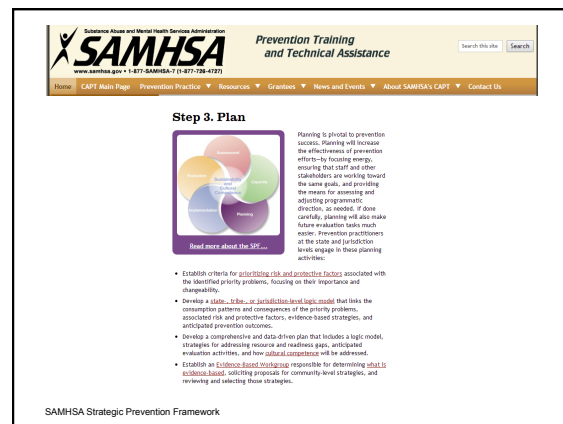 Substance Abuse and Mental Health Services Administration
SAMHSA
www.samhsa.gov • 1-877-SAMHSA-7 (1-877-726-4727)
Prevention Training
and Technical Assistance
Search this site Search
Home CAPT Main Page Prevention Practice ▼ Resources ▼ Grantees ▼ News and Events ▼ About SAMHSA's CAPT ▼ Contact Us
Step 3. Plan
Assessment
Evaluation
Sustainability
and
Cultural
Competence
Capacity
Implementation
Planning
Read more about the SPF...
Planning is pivotal to prevention
success. Planning will increase
the effectiveness of prevention
efforts—by focusing energy,
ensuring that staff and other
stakeholders are working toward
the same goals, and providing
the means for assessing and
adjusting programmatic
direction, as needed. If done
carefully, planning will also make
future evaluation tasks much
easier. Prevention practitioners
at the state and jurisdiction
levels engage in these planning
activities:
• Establish criteria for prioritizing risk and protective factors associated with
the identified priority problems, focusing on their importance and
changeability.
• Develop a state-, tribe-, or jurisdiction-level logic model that links the
consumption patterns and consequences of the priority problems,
associated risk and protective factors, evidence-based strategies, and
anticipated prevention outcomes.
• Develop a comprehensive and data-driven plan that includes a logic model,
strategies for addressing resource and readiness gaps, anticipated
evaluation activities, and how cultural competence will be addressed.
• Establish an Evidence-Based Workgroup responsible for determining what is
evidence-based, soliciting proposals for community-level strategies, and
reviewing and selecting those strategies.
SAMHSA Strategic Prevention Framework